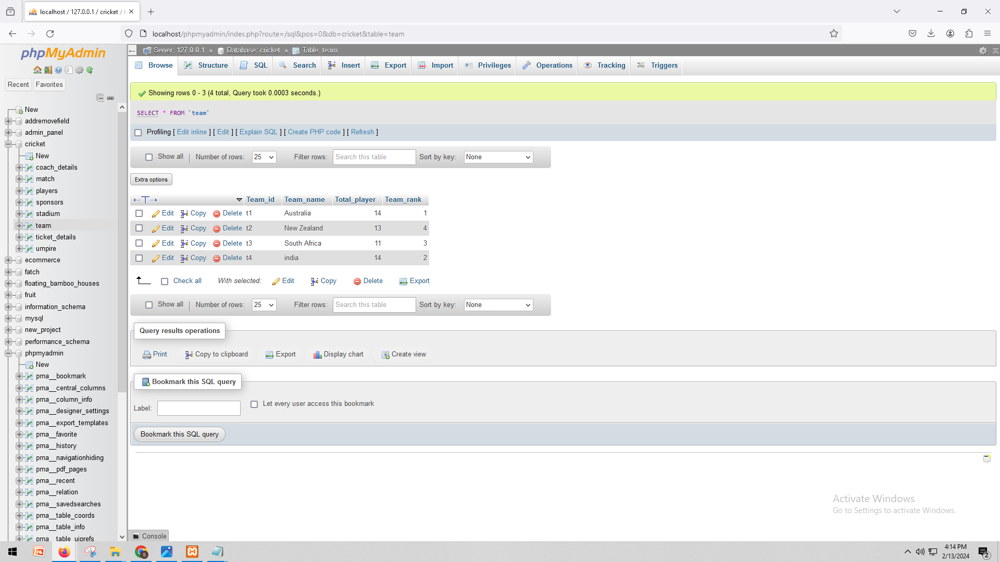 localhost / 127.0.0.1 / cricket / t
localhost/phpmyadmin/index.php?route=/sql&pos=0&db=cricket&table=team
phpMyAdmin
Recent Favorites
New
addremovefield
admin_panel
cricket
New
coach_details
match
players
sponsors
stadium
team
ticket_details
umpire
ecommerce
fatch
floating_bamboo_houses
fruit
information_schema
mysql
new_project
performance_schema
phpmyadmin
New
pma__bookmark
pma__central_columns
pma__column_info
pma__designer_settings
pma__export_templates
pma__favorite
pma__history
pma__navigationhiding
pma__pdf_pages
pma__recent
pma__relation
pma__savedsearches
pma__table_coords
pma__table_info
pma__table_uiprefs
Server: 127.0.0.1 » Database: cricket » Table: team
Browse Structure SQL Search Insert Export Import Privileges Operations Tracking Triggers
Showing rows 0 - 3 (4 total, Query took 0.0003 seconds.)
SELECT * FROM `team`
Profiling [ Edit inline ] [ Edit ] [ Explain SQL ] [ Create PHP code ] [ Refresh ]
Show all Number of rows: 25 Filter rows: Search this table Sort by key: None
Extra options
Team_id Team_name Total_player Team_rank
Edit Copy Delete t1 Australia 14 1
Edit Copy Delete t2 New Zealand 13 4
Edit Copy Delete t3 South Africa 11 3
Edit Copy Delete t4 india 14 2
Check all With selected: Edit Copy Delete Export
Show all Number of rows: 25 Filter rows: Search this table Sort by key: None
Query results operations
Print Copy to clipboard Export Display chart Create view
Bookmark this SQL query
Label: Let every user access this bookmark
Bookmark this SQL query
Activate Windows
Go to Settings to activate Windows.
Console
4:14 PM
2/13/2024
2